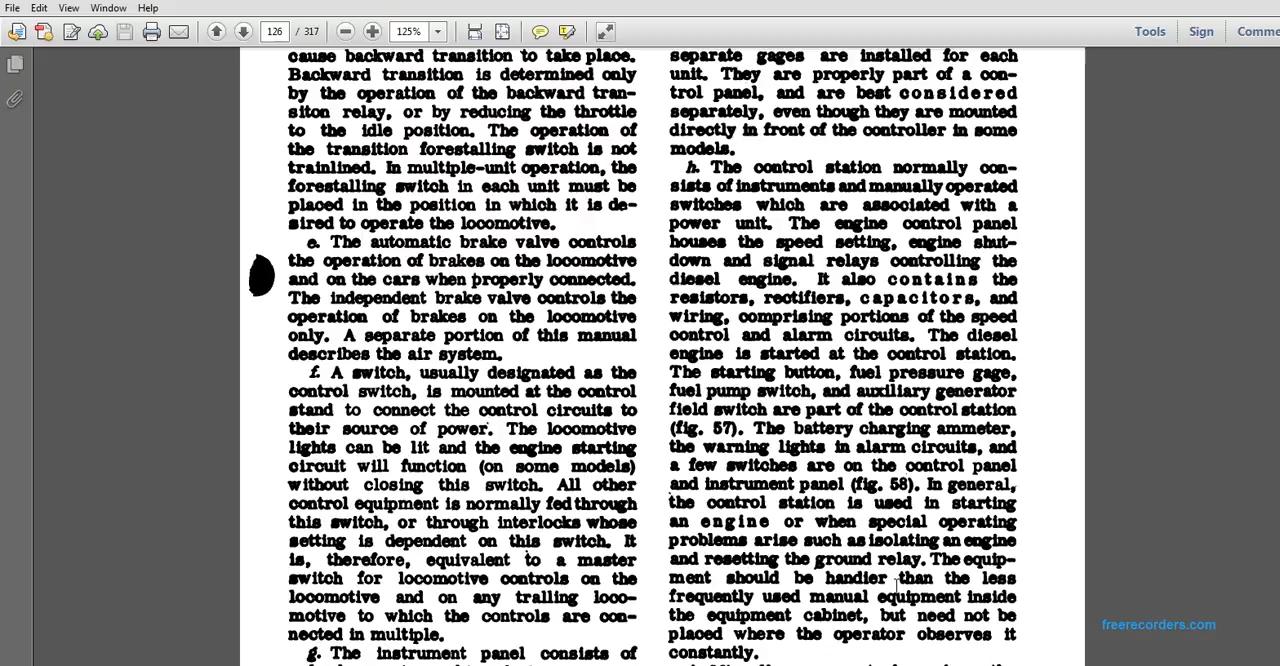 File Edit View Window Help
126 / 317 125% Tools Sign Comme
cause backward transition to take place.
Backward transition is determined only
by the operation of the backward tran-
siton relay, or by reducing the throttle
to the idle position. The operation of
the transition forestalling switch is not
trainlined. In multiple-unit operation, the
forestalling switch in each unit must be
placed in the position in which it is de-
sired to operate the locomotive.
e. The automatic brake valve controls
the operation of brakes on the locomotive
and on the cars when properly connected.
The independent brake valve controls the
operation of brakes on the locomotive
only. A separate portion of this manual
describes the air system.
f. A switch, usually designated as the
control switch, is mounted at the control
stand to connect the control circuits to
their source of power. The locomotive
lights can be lit and the engine starting
circuit will function (on some models)
without closing this switch. All other
control equipment is normally fed through
this switch, or through interlocks whose
setting is dependent on this switch. It
is, therefore, equivalent to a master
switch for locomotive controls on the
locomotive and on any tralling loco-
motive to which the controls are con-
nected in multiple.
g. The instrument panel consists of
separate gages are installed for each
unit. They are properly part of a con-
trol panel, and are best considered
separately, even though they are mounted
directly in front of the controller in some
models.
h. The control station normally con-
sists of instruments and manually operated
switches which are associated with a
power unit. The engine control panel
houses the speed setting, engine shut-
down and signal relays controlling the
diesel engine. It also contains the
resistors, rectifiers, capacitors, and
wiring, comprising portions of the speed
control and alarm circuits. The diesel
engine is started at the control station.
The starting button, fuel pressure gage,
fuel pump switch, and auxiliary generator
field switch are part of the control station
(fig. 57). The battery charging ammeter,
the warning lights in alarm circuits, and
a few switches are on the control panel
and instrument panel (fig. 58). In general,
the control station is used in starting
an engine or when special operating
problems arise such as isolating an engine
and resetting the ground relay. The equip-
ment should be handier than the less
frequently used manual equipment inside
the equipment cabinet, but need not be
placed where the operator observes it
constantly.
freerecorders.com